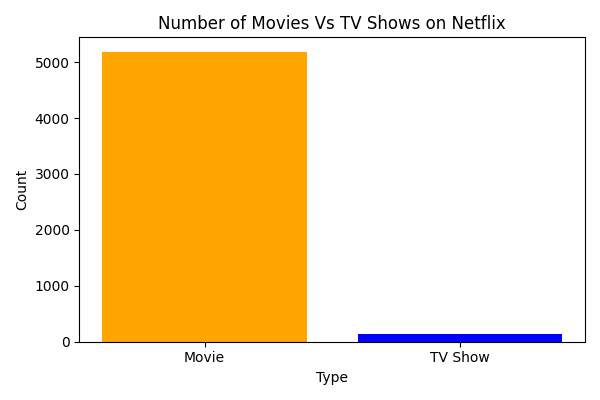 Number of Movies Vs TV Shows on Netflix
5000
4000
3000
2000
1000
0
Count
Movie
TV Show
Type